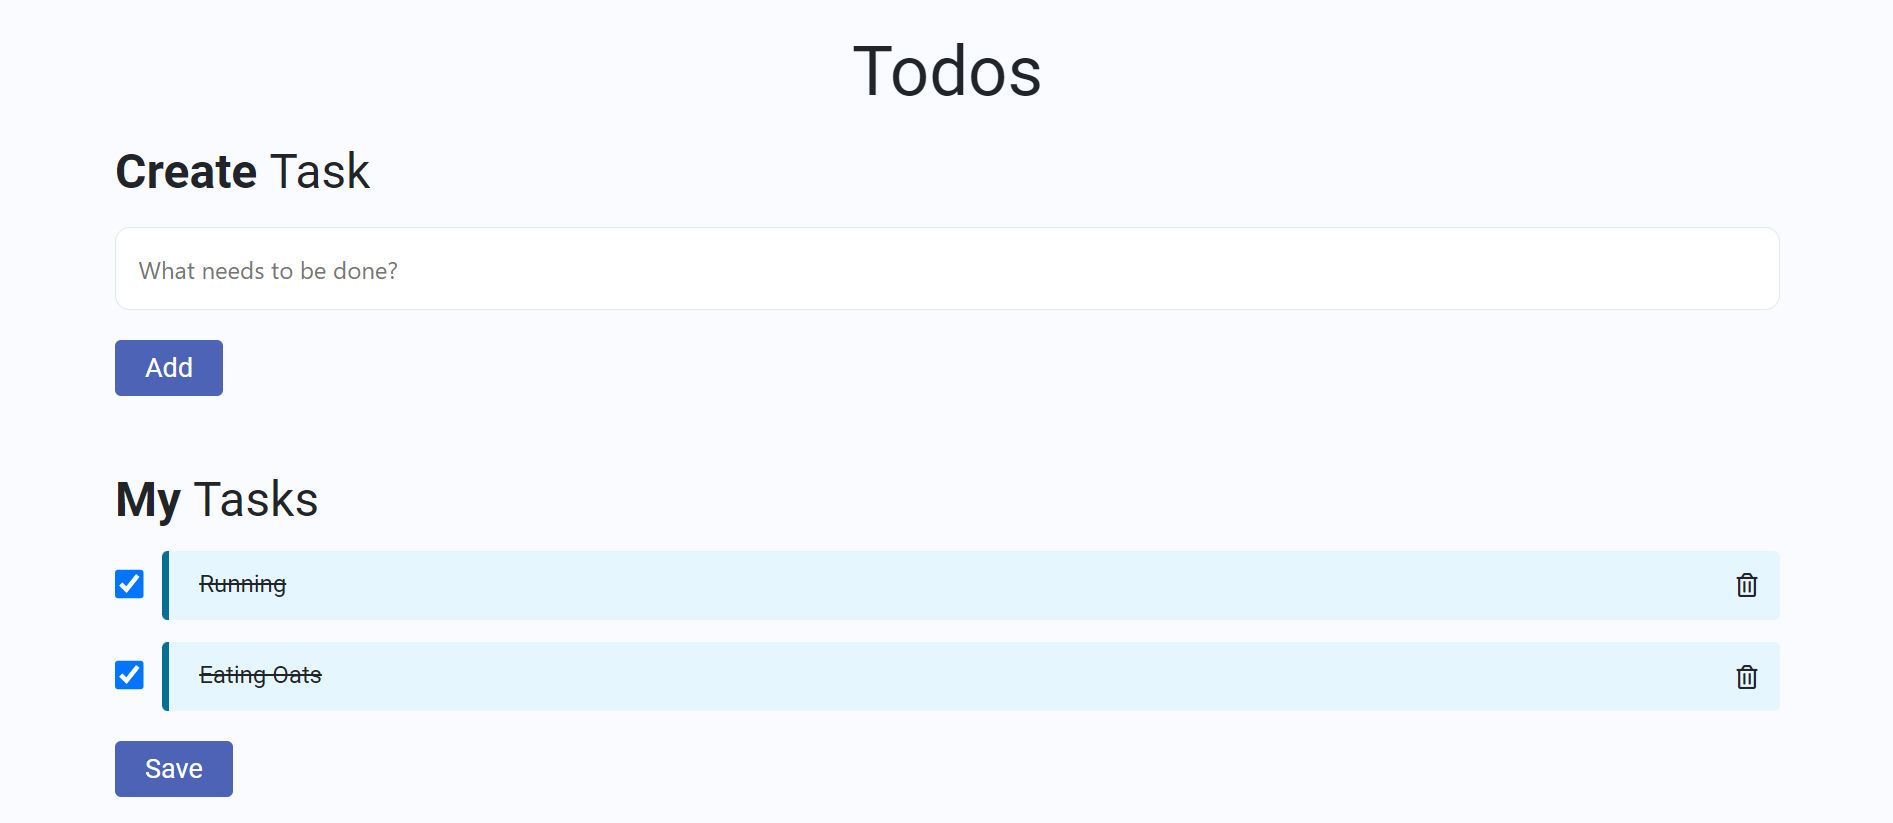 Todos
Create Task
What needs to be done?
Add
My Tasks
Running
Eating Oats
Save